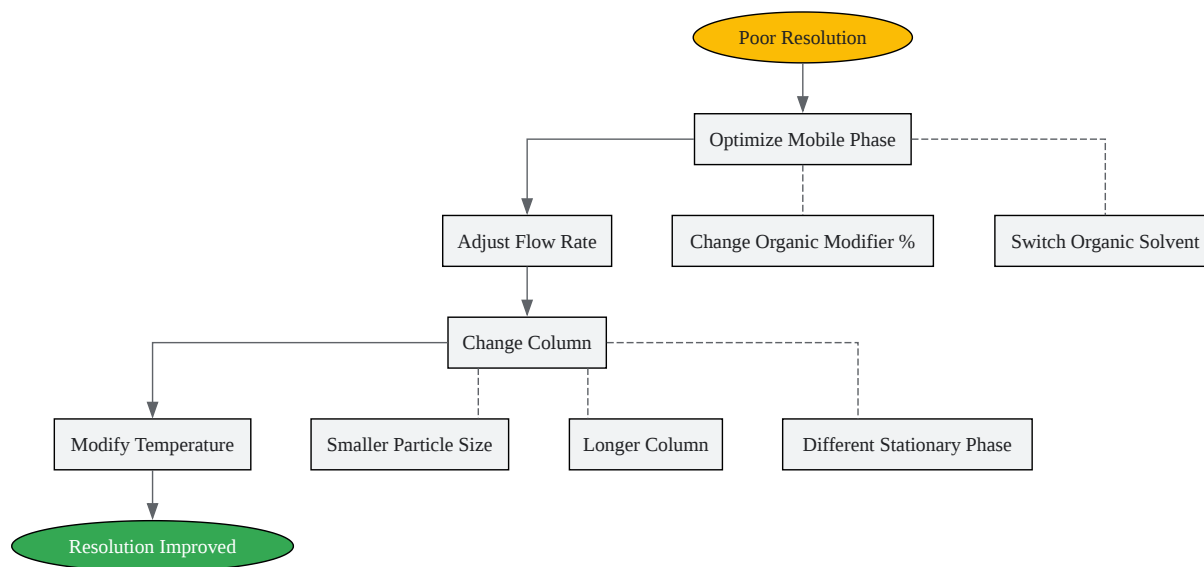 Poor Resolution
Optimize Mobile Phase
Adjust Flow Rate
Change Organic Modifier %
Switch Organic Solvent
Change Column
Modify Temperature
Smaller Particle Size
Longer Column
Different Stationary Phase
Resolution Improved